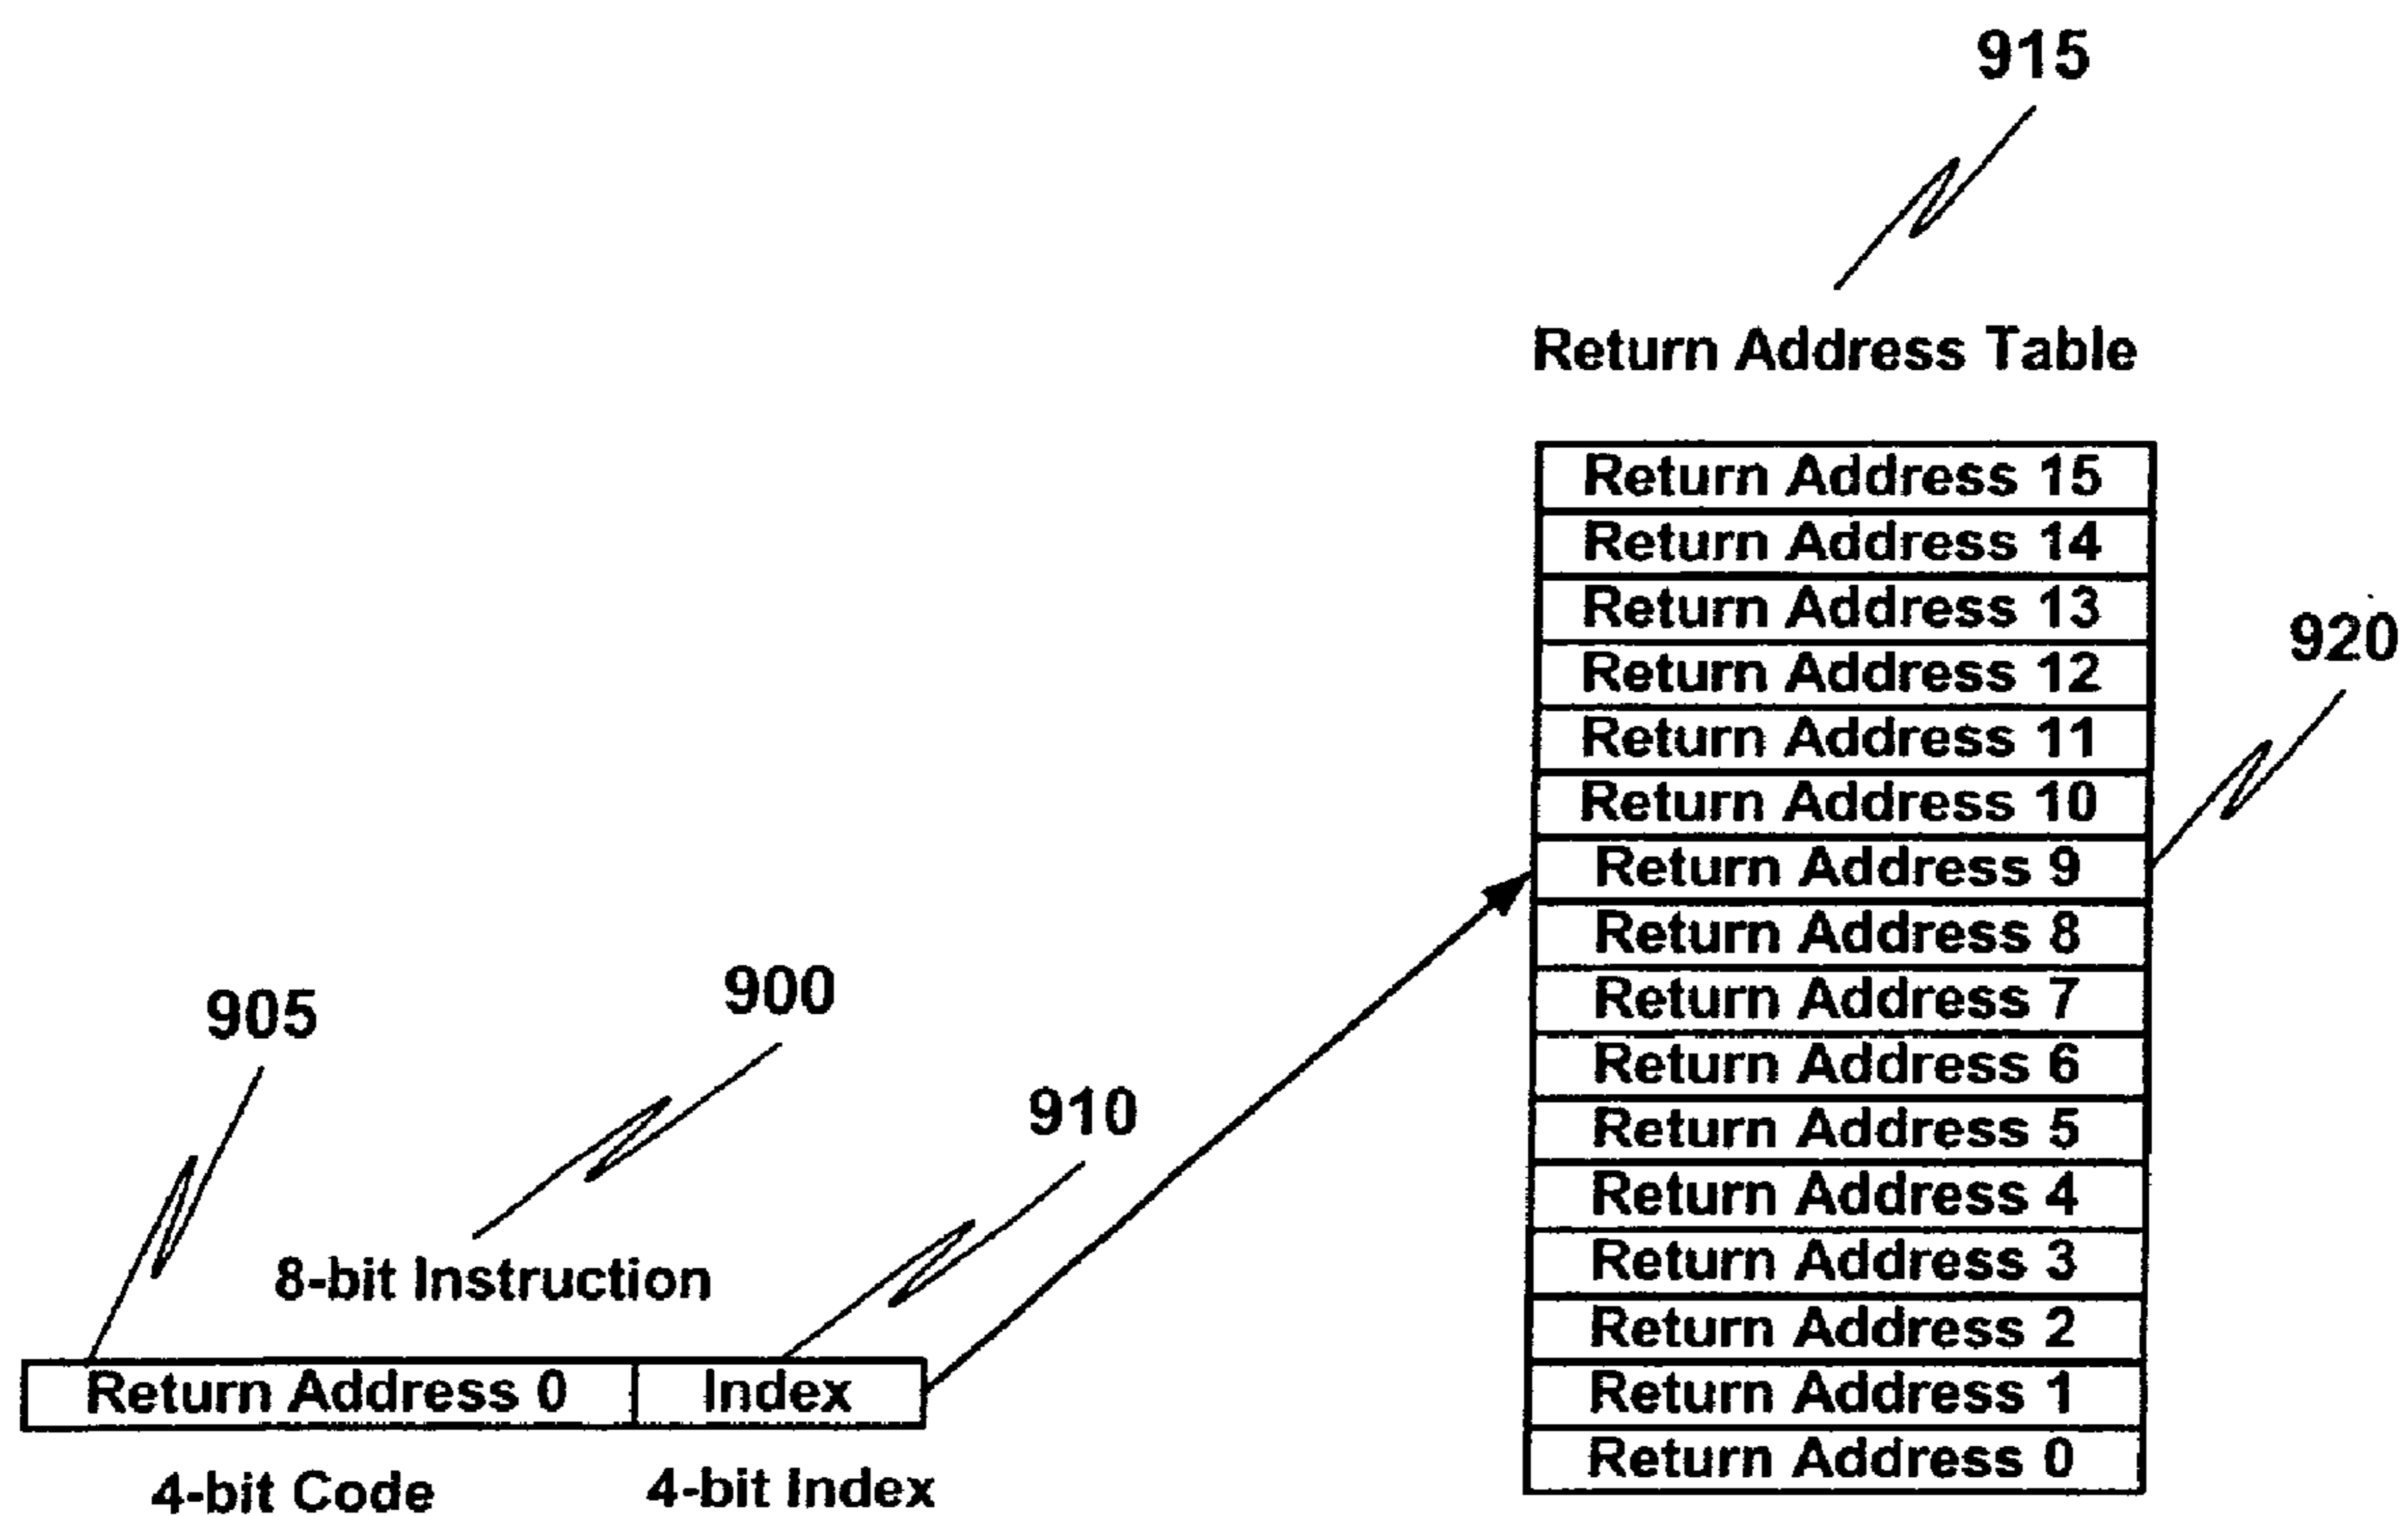 915
Return Address Table
Return Address 15
Return Address 14
Return Address 13
Return Address 12
Return Address 11
Return Address 10
Return Address 9
Return Address 8
Return Address 7
Return Address 6
Return Address 5
Return Address 4
Return Address 3
Return Address 2
Return Address 1
Return Address 0
920
905
900
910
8-bit Instruction
Return Address 0 Index
4-bit Code 4-bit Index